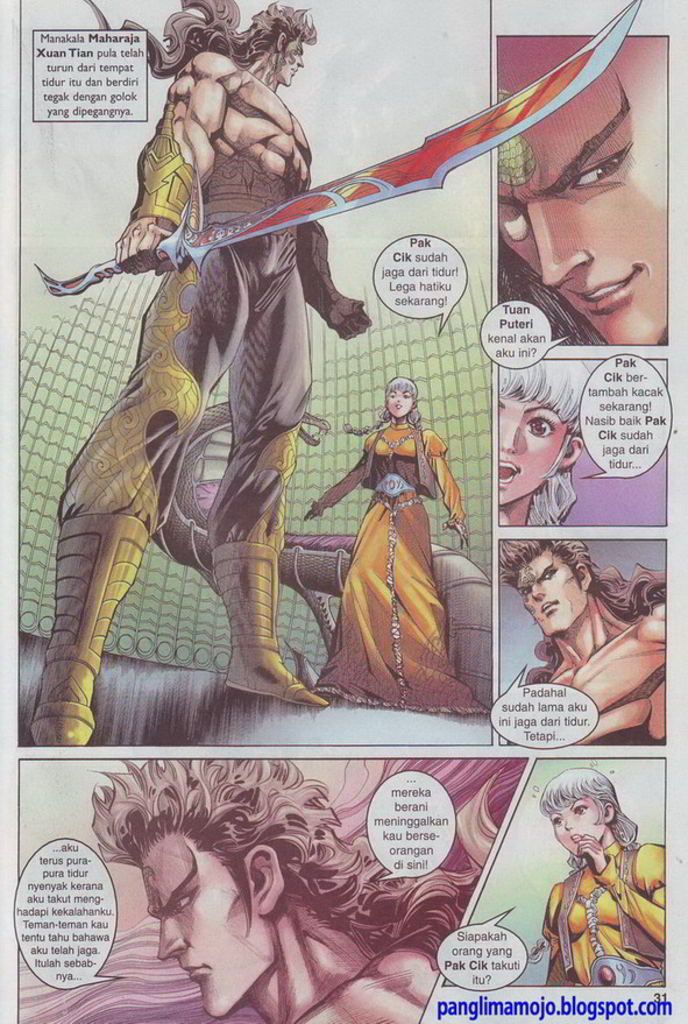 Manakala Maharaja
Xuan Tian pula telah
turun dari tempat
tidur itu dan berdiri
tegak dengan golok
yang dipegangnya.
Pak
Cik sudah
jaga dari tidur!
Lega hatiku
sekarang!
Tuan
Puteri
kenal akan
aku ini?
Pak
Cik ber-
tambah kacak
sekarang!
Nasib baik Pak
Cik sudah
jaga dari
tidur...
Padahal
sudah lama aku
ini jaga dari tidur.
Tetapi...
...aku
terus pura-
pura tidur
nyenyak kerana
aku takut meng-
hadapi kekalahanku.
Teman-teman kau
tentu tahu bahawa
aku telah jaga.
Itulah sebab-
nya...
...
mereka
berani
meninggalkan
kau berse-
orangan
di sini!
Siapakah
orang yang
Pak Cik takuti
itu?
31
panglimamojo.blogspot.com